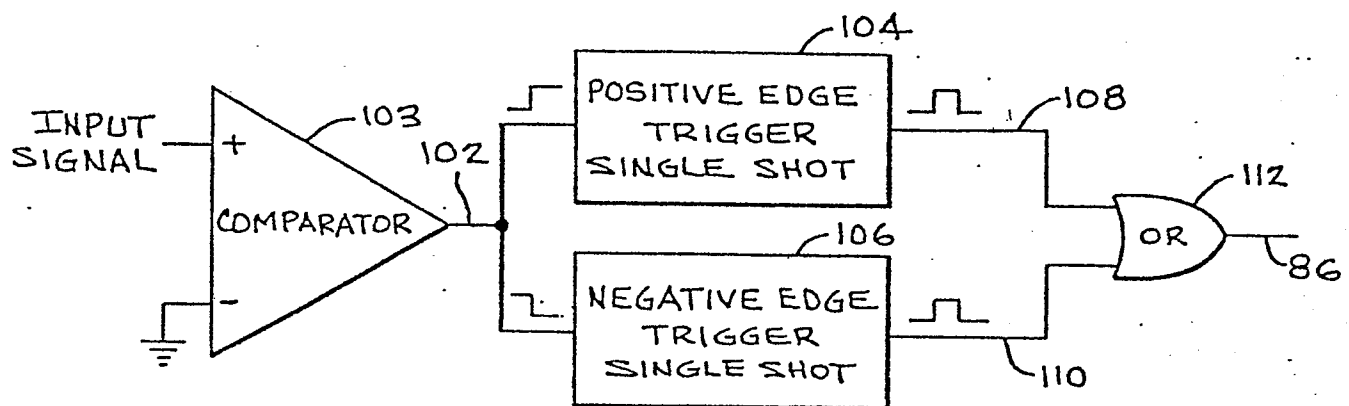 104
POSITIVE EDGE
TRIGGER
SINGLE SHOT
108
INPUT
SIGNAL
+
103
COMPARATOR
-
102
112
OR
86
106
NEGATIVE EDGE
TRIGGER
SINGLE SHOT
110